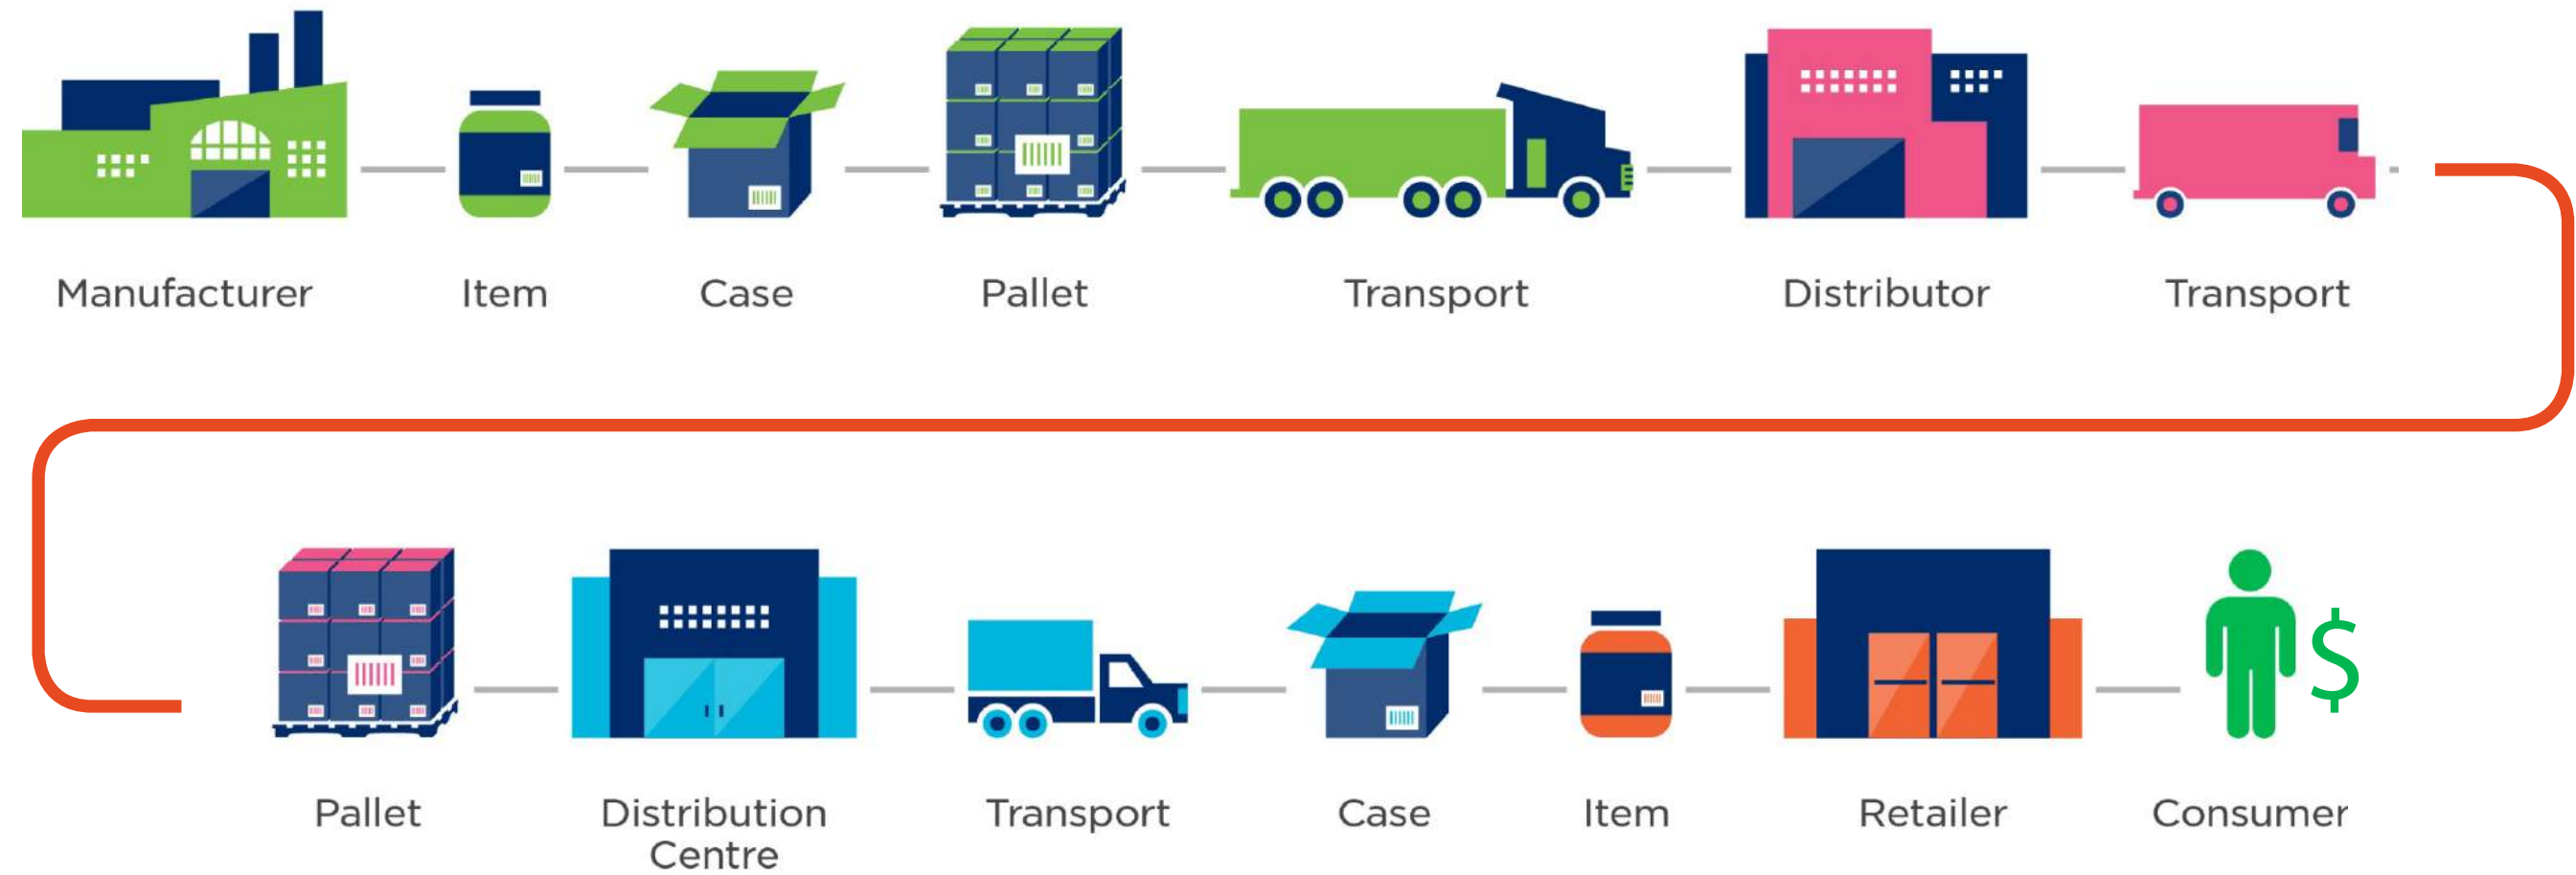 Manufacturer
Item
Case
Pallet
Transport
Distributor
Transport
$
Pallet
Distribution
Centre
Transport
Case
Item
Retailer
Consumer